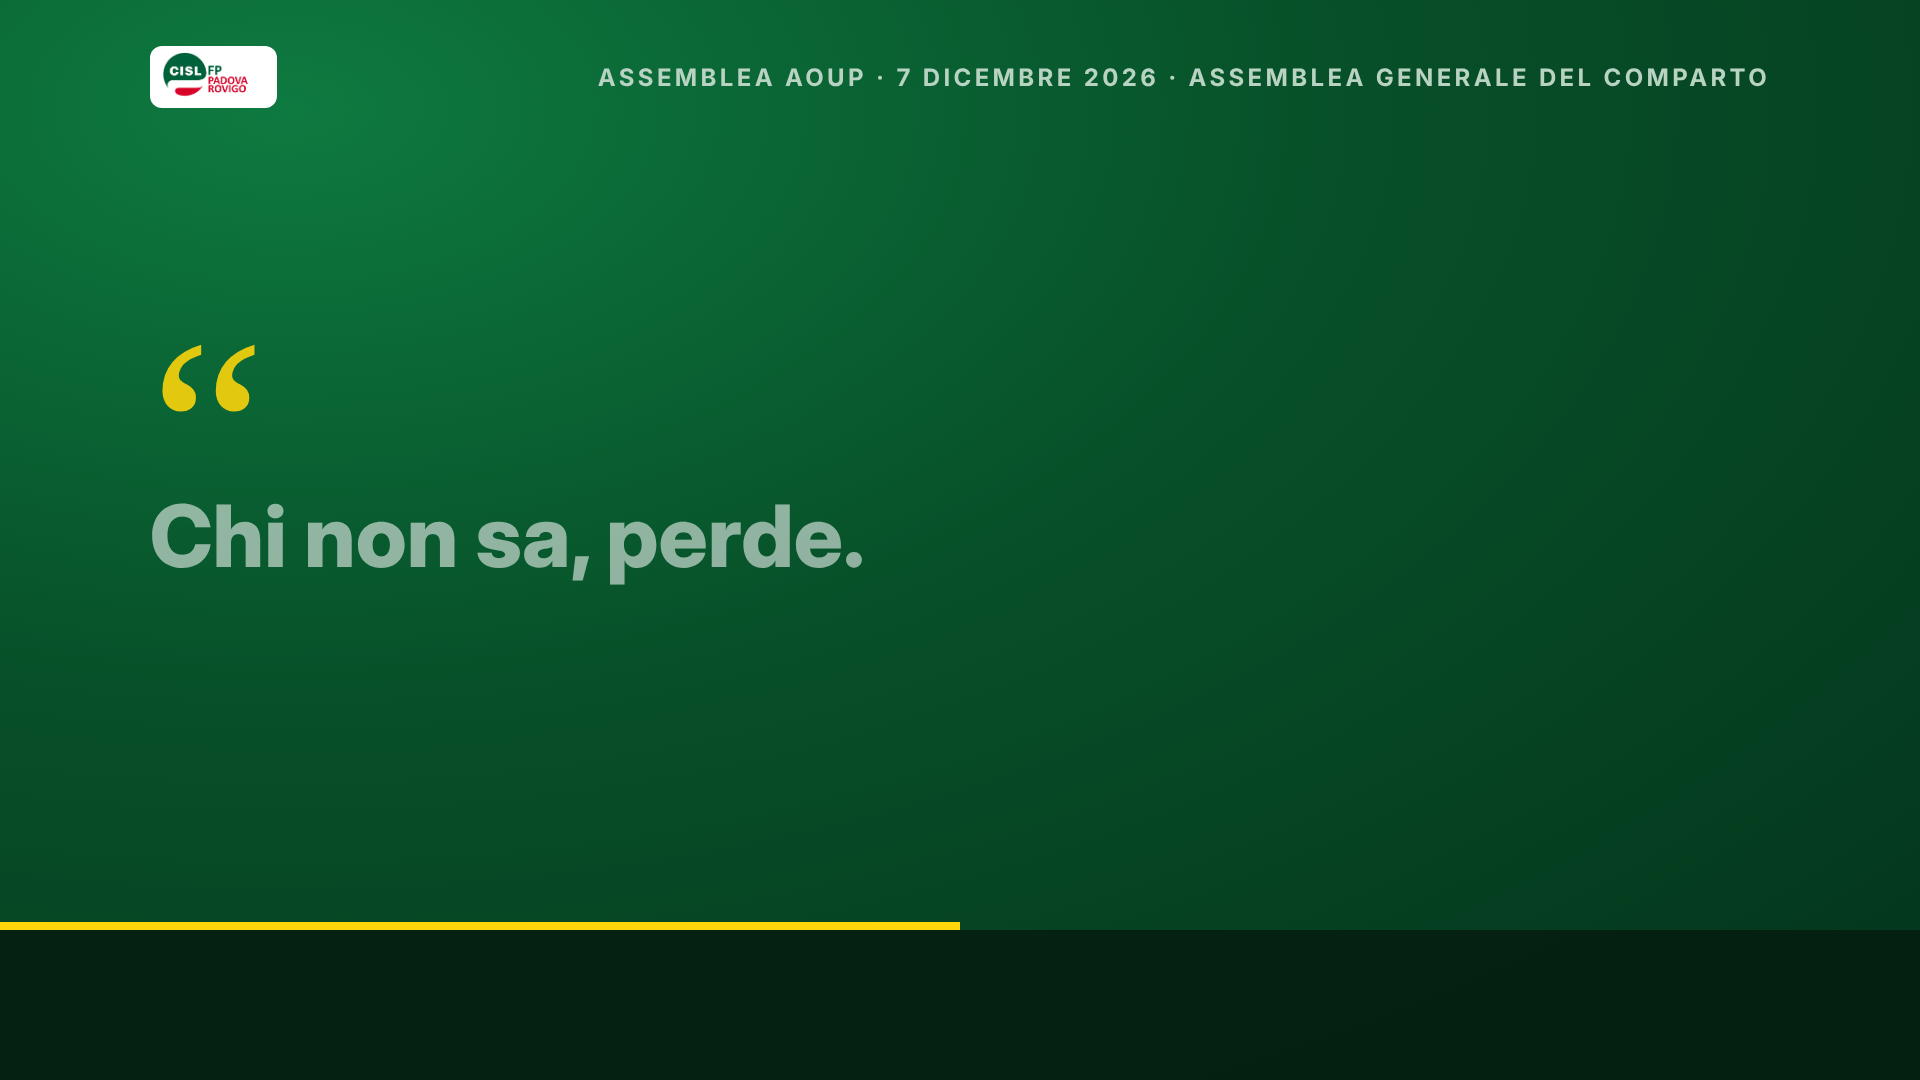 CISL FP
PADOVA
ROVIGO
ASSEMBLEA AOUP · 7 DICEMBRE 2026 · ASSEMBLEA GENERALE DEL COMPARTO
“
Chi non sa, perde.